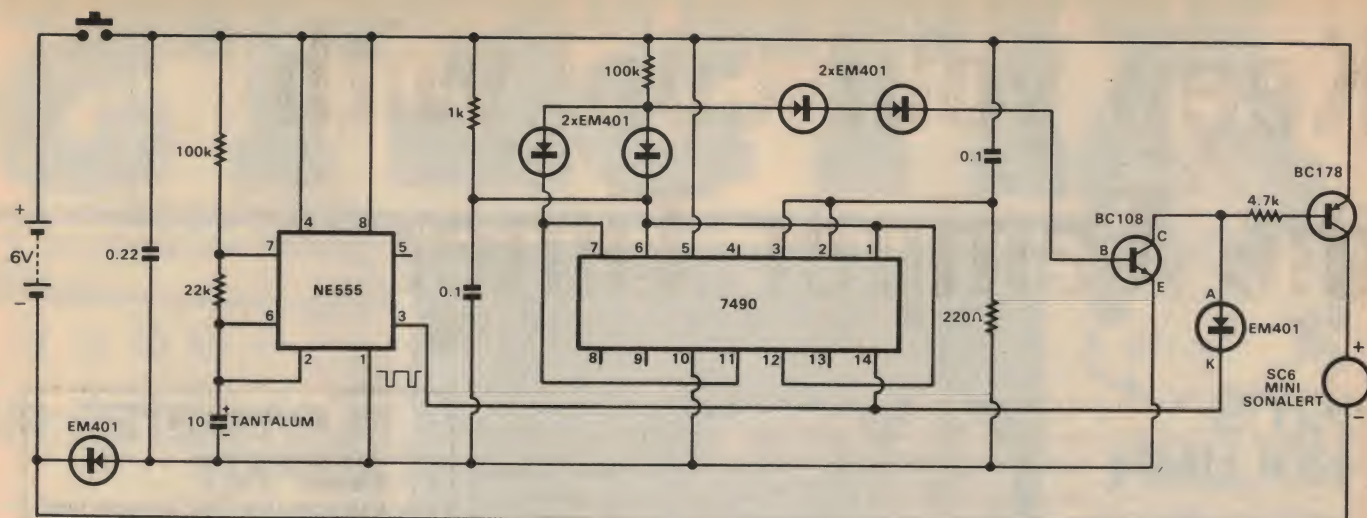 100k
2xEM401
BC178
1k
2xEM401
100k
0.1
4.7k
+
6V
−
4
8
7
5
0.22
NE555
22k
6
3
2
1
0.1
7
6
5
4
3
2
1
7490
8
9
10
11
12
13
14
220Ω
BC108
C
B
E
A
EM401
K
+
SC6
MINI
SONALERT
−
+
10 TANTALUM
−
EM401
100k